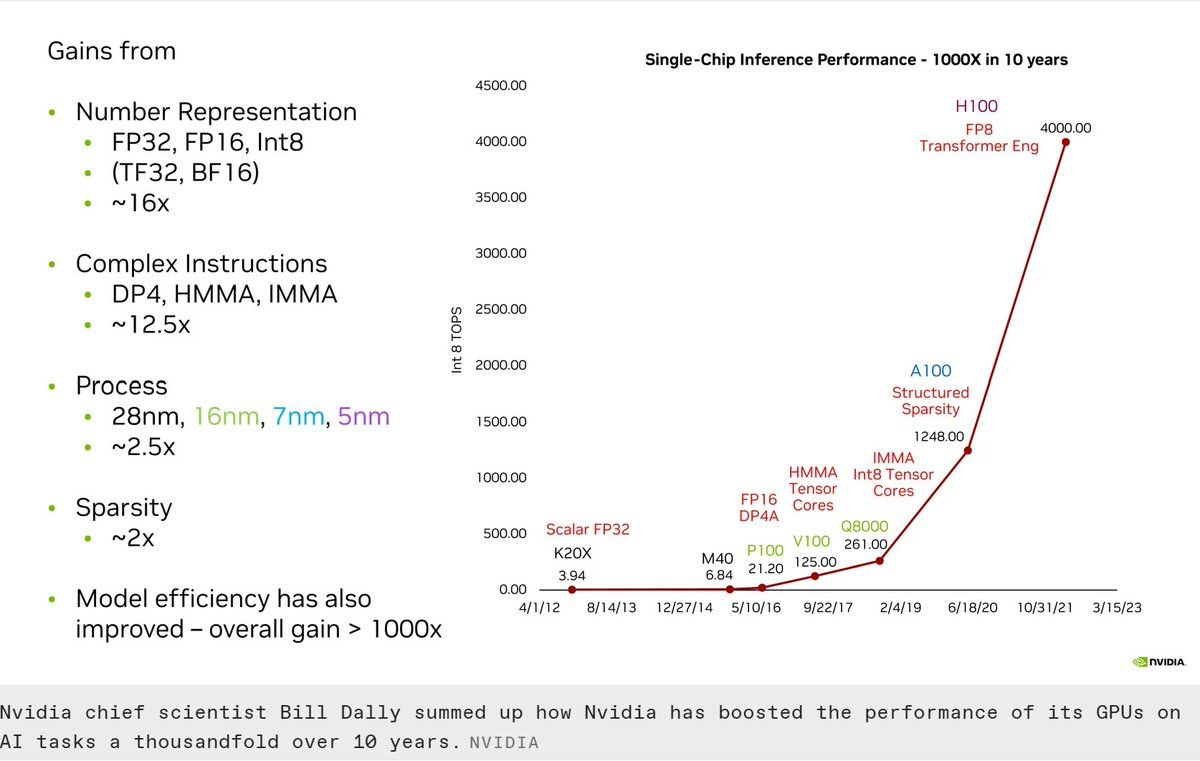 Gains from
• Number Representation
• FP32, FP16, Int8
• (TF32, BF16)
• ~16x
• Complex Instructions
• DP4, HMMA, IMMA
• ~12.5x
• Process
• 28nm, 16nm, 7nm, 5nm
• ~2.5x
• Sparsity
• ~2x
• Model efficiency has also
improved – overall gain > 1000x
Single-Chip Inference Performance - 1000X in 10 years
Int 8 TOPS
4500.00
4000.00
3500.00
3000.00
2500.00
2000.00
1500.00
1000.00
500.00
0.00
Scalar FP32
K20X
3.94
M40
6.84
FP16
DP4A
P100
21.20
HMMA
Tensor
Cores
V100
125.00
IMMA
Int8 Tensor
Cores
Q8000
261.00
A100
Structured
Sparsity
1248.00
H100
FP8
Transformer Eng
4000.00
4/1/12
8/14/13
12/27/14
5/10/16
9/22/17
2/4/19
6/18/20
10/31/21
3/15/23
NVIDIA.
Nvidia chief scientist Bill Dally summed up how Nvidia has boosted the performance of its GPUs on
AI tasks a thousandfold over 10 years. NVIDIA